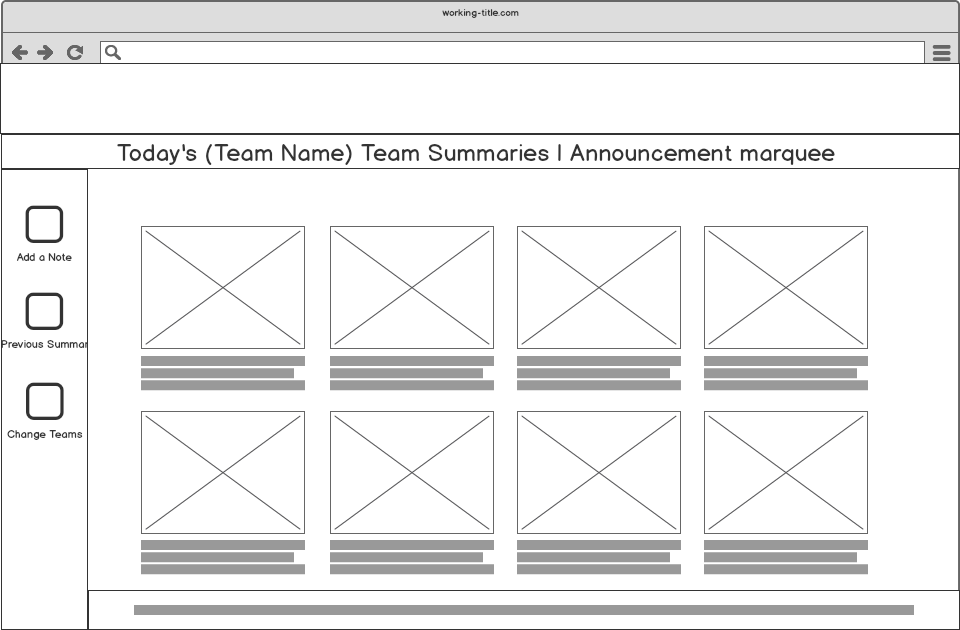 working-title.com
Today's (Team Name) Team Summaries | Announcement marquee
Add a Note
Previous Summar
Change Teams